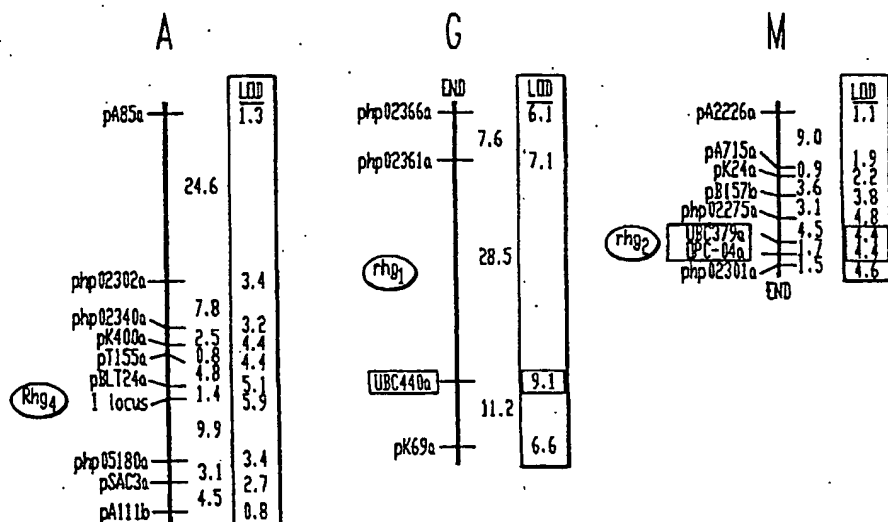 A
LOD
pA85a 1.3
24.6
php02302a 3.4
7.8
php02340a 3.2
2.5
pK400a 4.4
0.8
pT155a 4.4
4.8
pBLT24a 5.1
1.4
Rhg4 I locus 5.9
9.9
php05180a 3.4
3.1
pSAC3a 2.7
4.5
pA111b 0.8
G
END LOD
php02366a 6.1
7.6
php02361a 7.1
rhg1 28.5
UBC440a 9.1
11.2
pK69a 6.6
M
LOD
pA2226a 1.1
9.0
pA715a 1.9
0.9
pK24a 2.2
3.6
pB157b 3.8
3.1
php02275a 4.8
4.5
rhg2 UBC379a 4.4
1.7
OPC-04a 4.4
1.5
php02301a 4.6
END